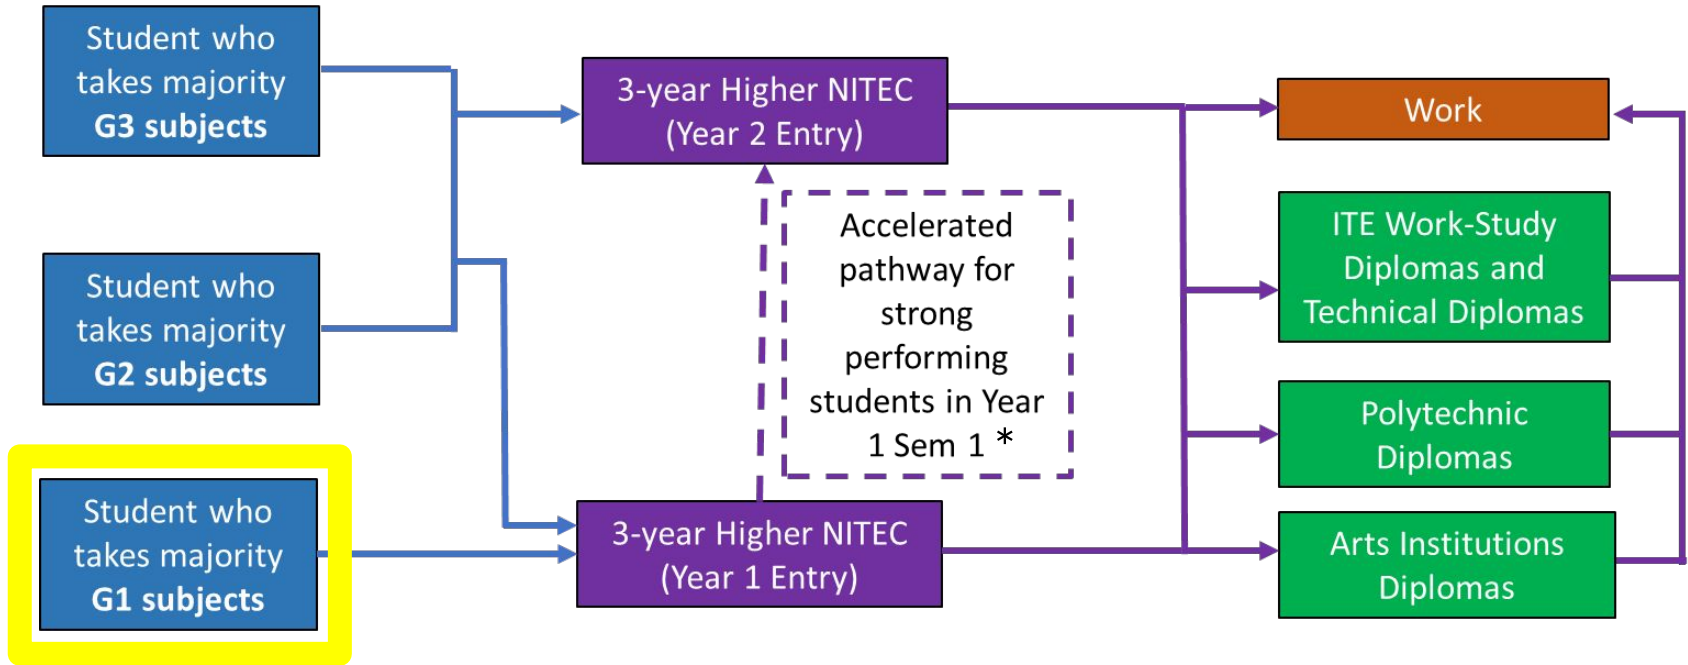 Student who
takes majority
G3 subjects
Student who
takes majority
G2 subjects
Student who
takes majority
G1 subjects
3-year Higher NITEC
(Year 2 Entry)
Accelerated
pathway for
strong
performing
students in Year
1 Sem 1 *
3-year Higher NITEC
(Year 1 Entry)
Work
ITE Work-Study
Diplomas and
Technical Diplomas
Polytechnic
Diplomas
Arts Institutions
Diplomas